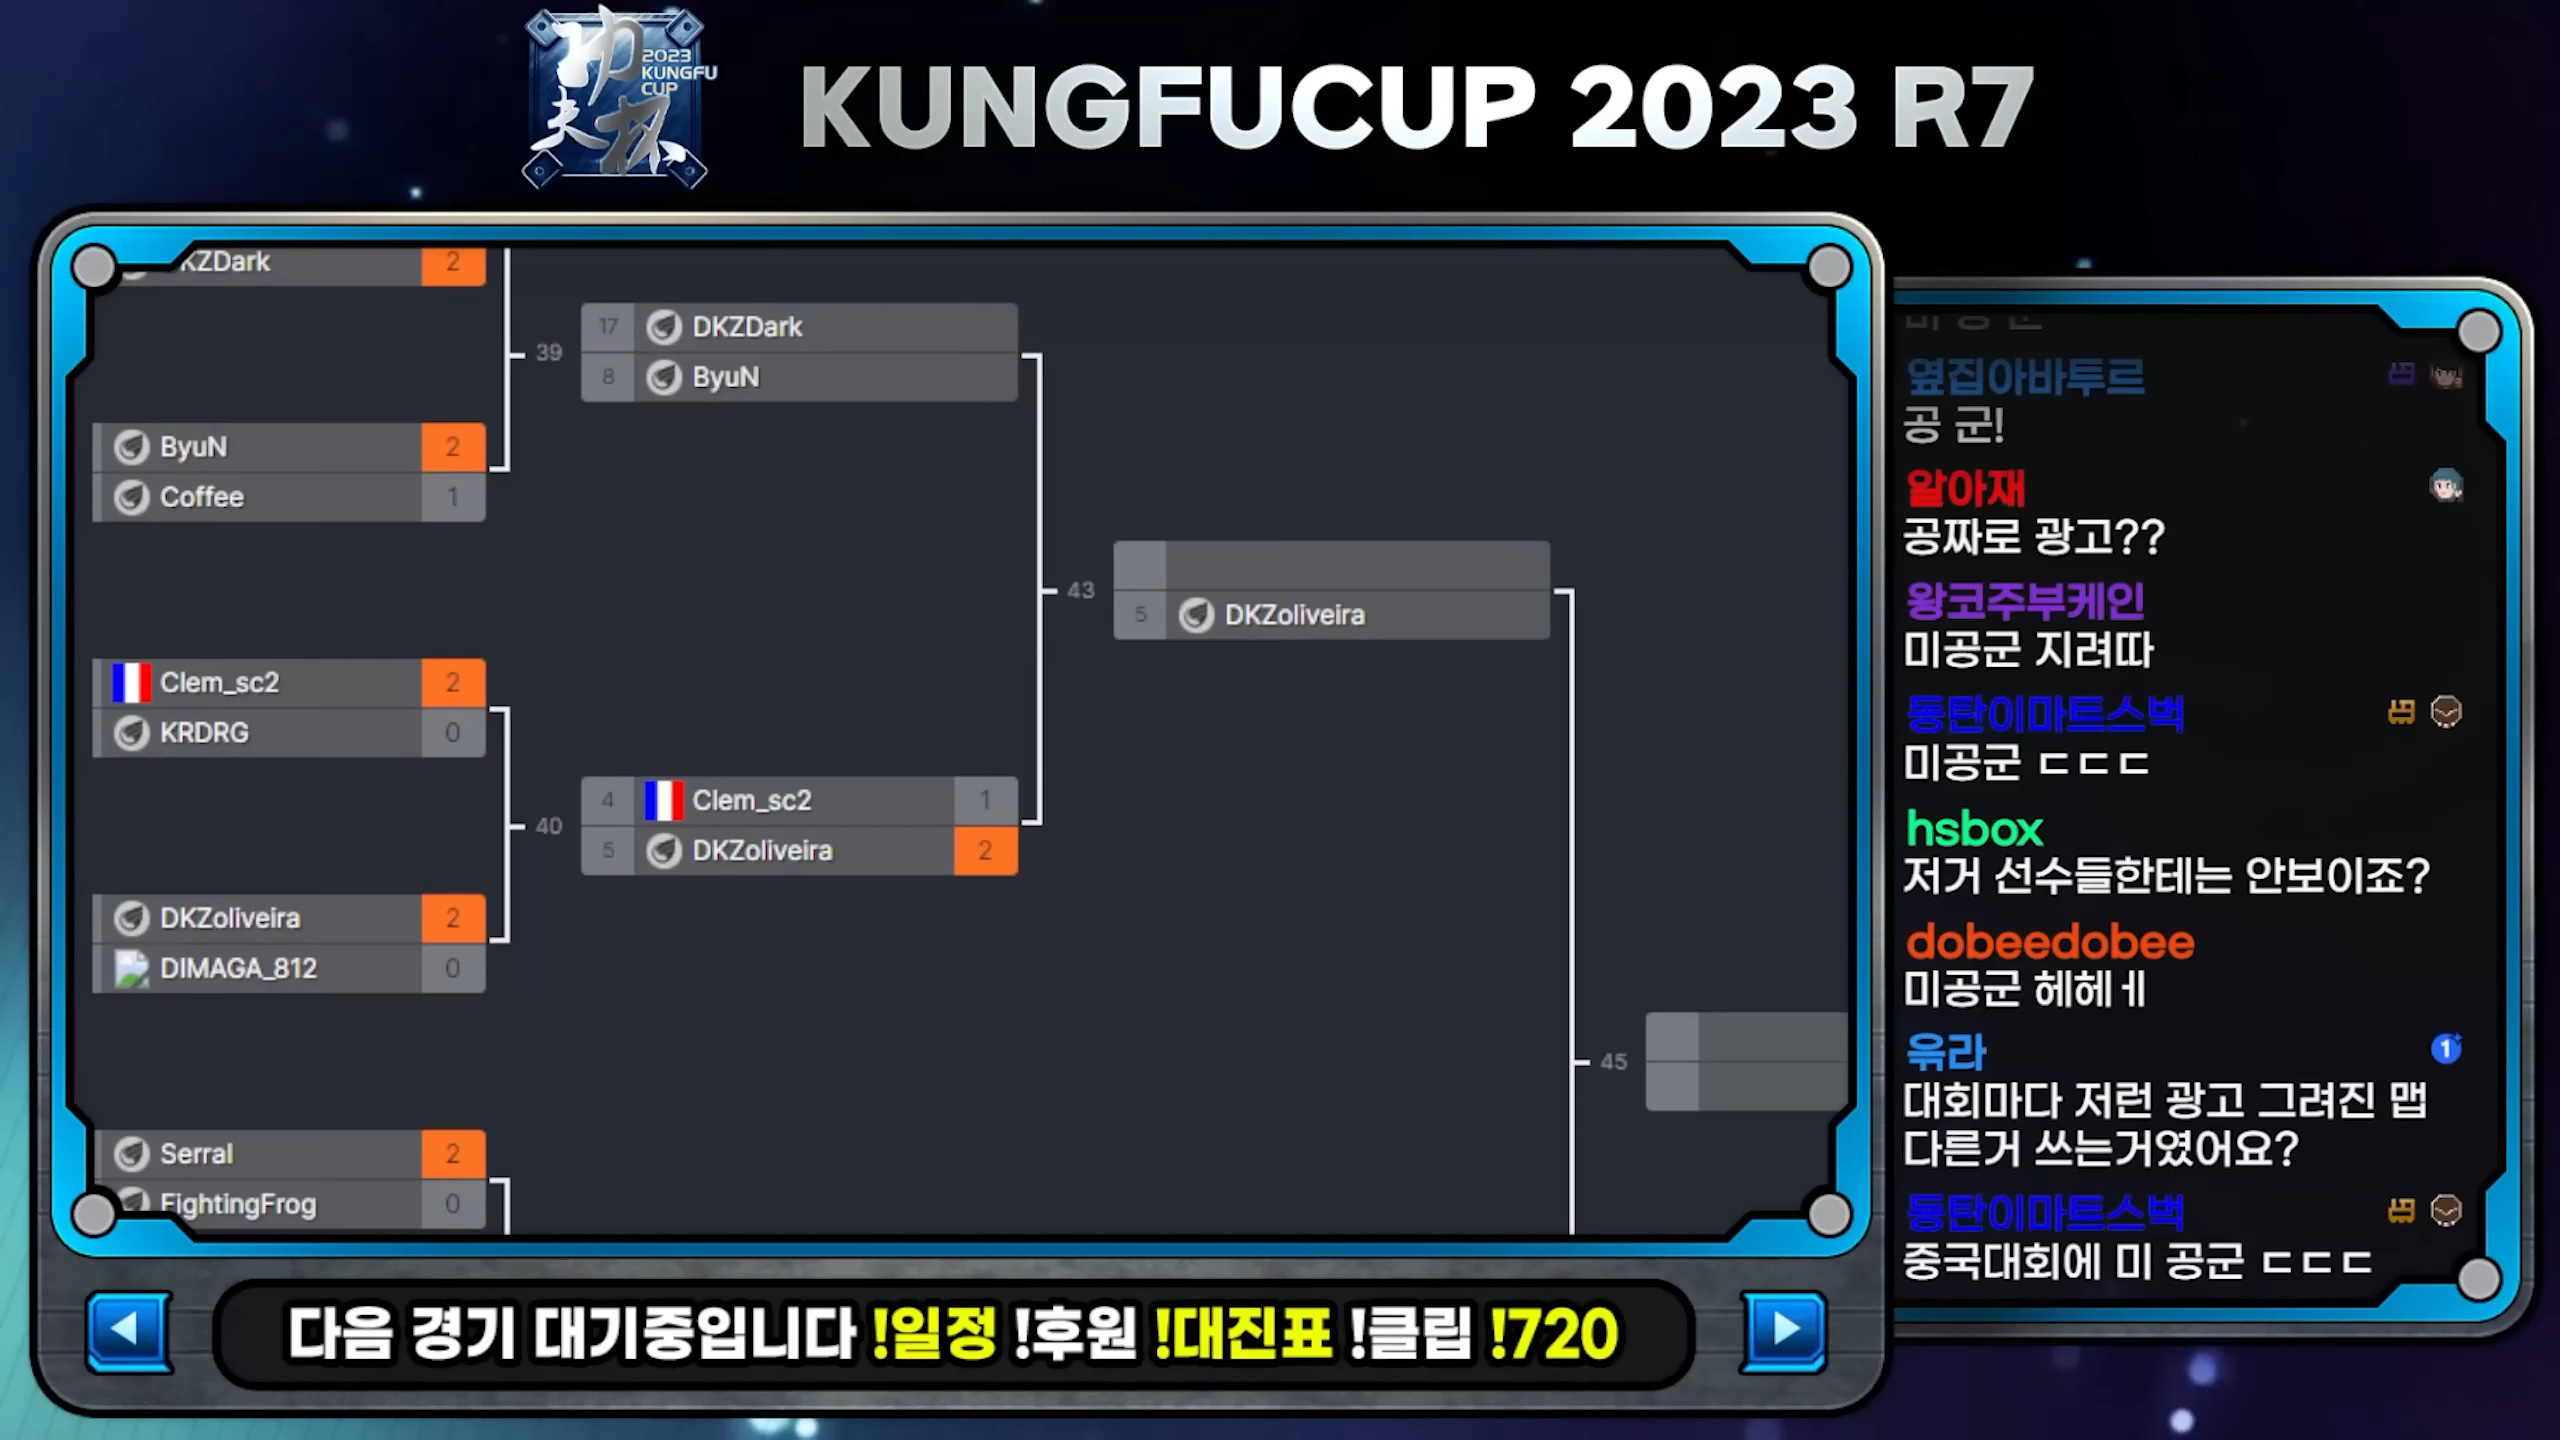 功夫杯
2023
KUNGFU
CUP
KUNGFUCUP 2023 R7
KZDark 2
17 DKZDark
39
8 ByuN
ByuN 2
Coffee 1
43
5 DKZoliveira
Clem_sc2 2
KRDRG 0
4 Clem_sc2 1
40
5 DKZoliveira 2
DKZoliveira 2
DIMAGA_812 0
45
Serral 2
FightingFrog 0
옆집아바투르
공 군!
알아재
공짜로 광고??
왕코주부케인
미공군 지려따
동탄이마트스벅
미공군 ㄷㄷㄷ
hsbox
저거 선수들한테는 안보이죠?
dobeedobee
미공군 헤헤ㅔ
윾라
1
대회마다 저런 광고 그려진 맵
다른거 쓰는거였어요?
동탄이마트스벅
중국대회에 미 공군 ㄷㄷㄷ
다음 경기 대기중입니다 !일정 !후원 !대진표 !클립 !720